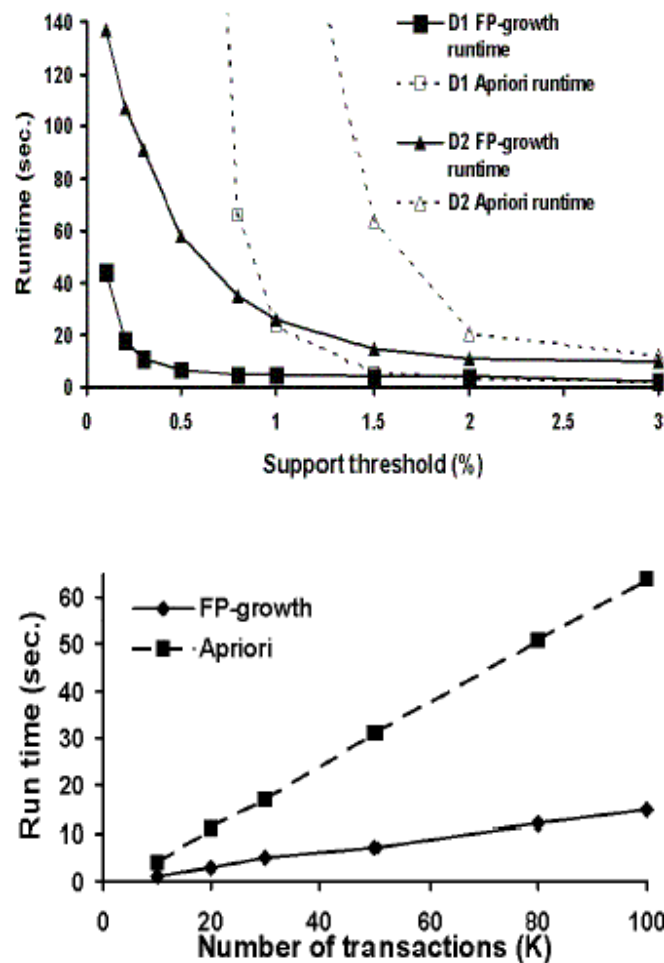 140
120
100
80
60
40
20
0
Runtime (sec.)
D1 FP-growth
runtime
D1 Apriori runtime
D2 FP-growth
runtime
D2 Apriori runtime
0 0.5 1 1.5 2 2.5 3
Support threshold (%)
60
50
40
30
20
10
0
Run time (sec.)
FP-growth
Apriori
0 20 40 60 80 100
Number of transactions (K)